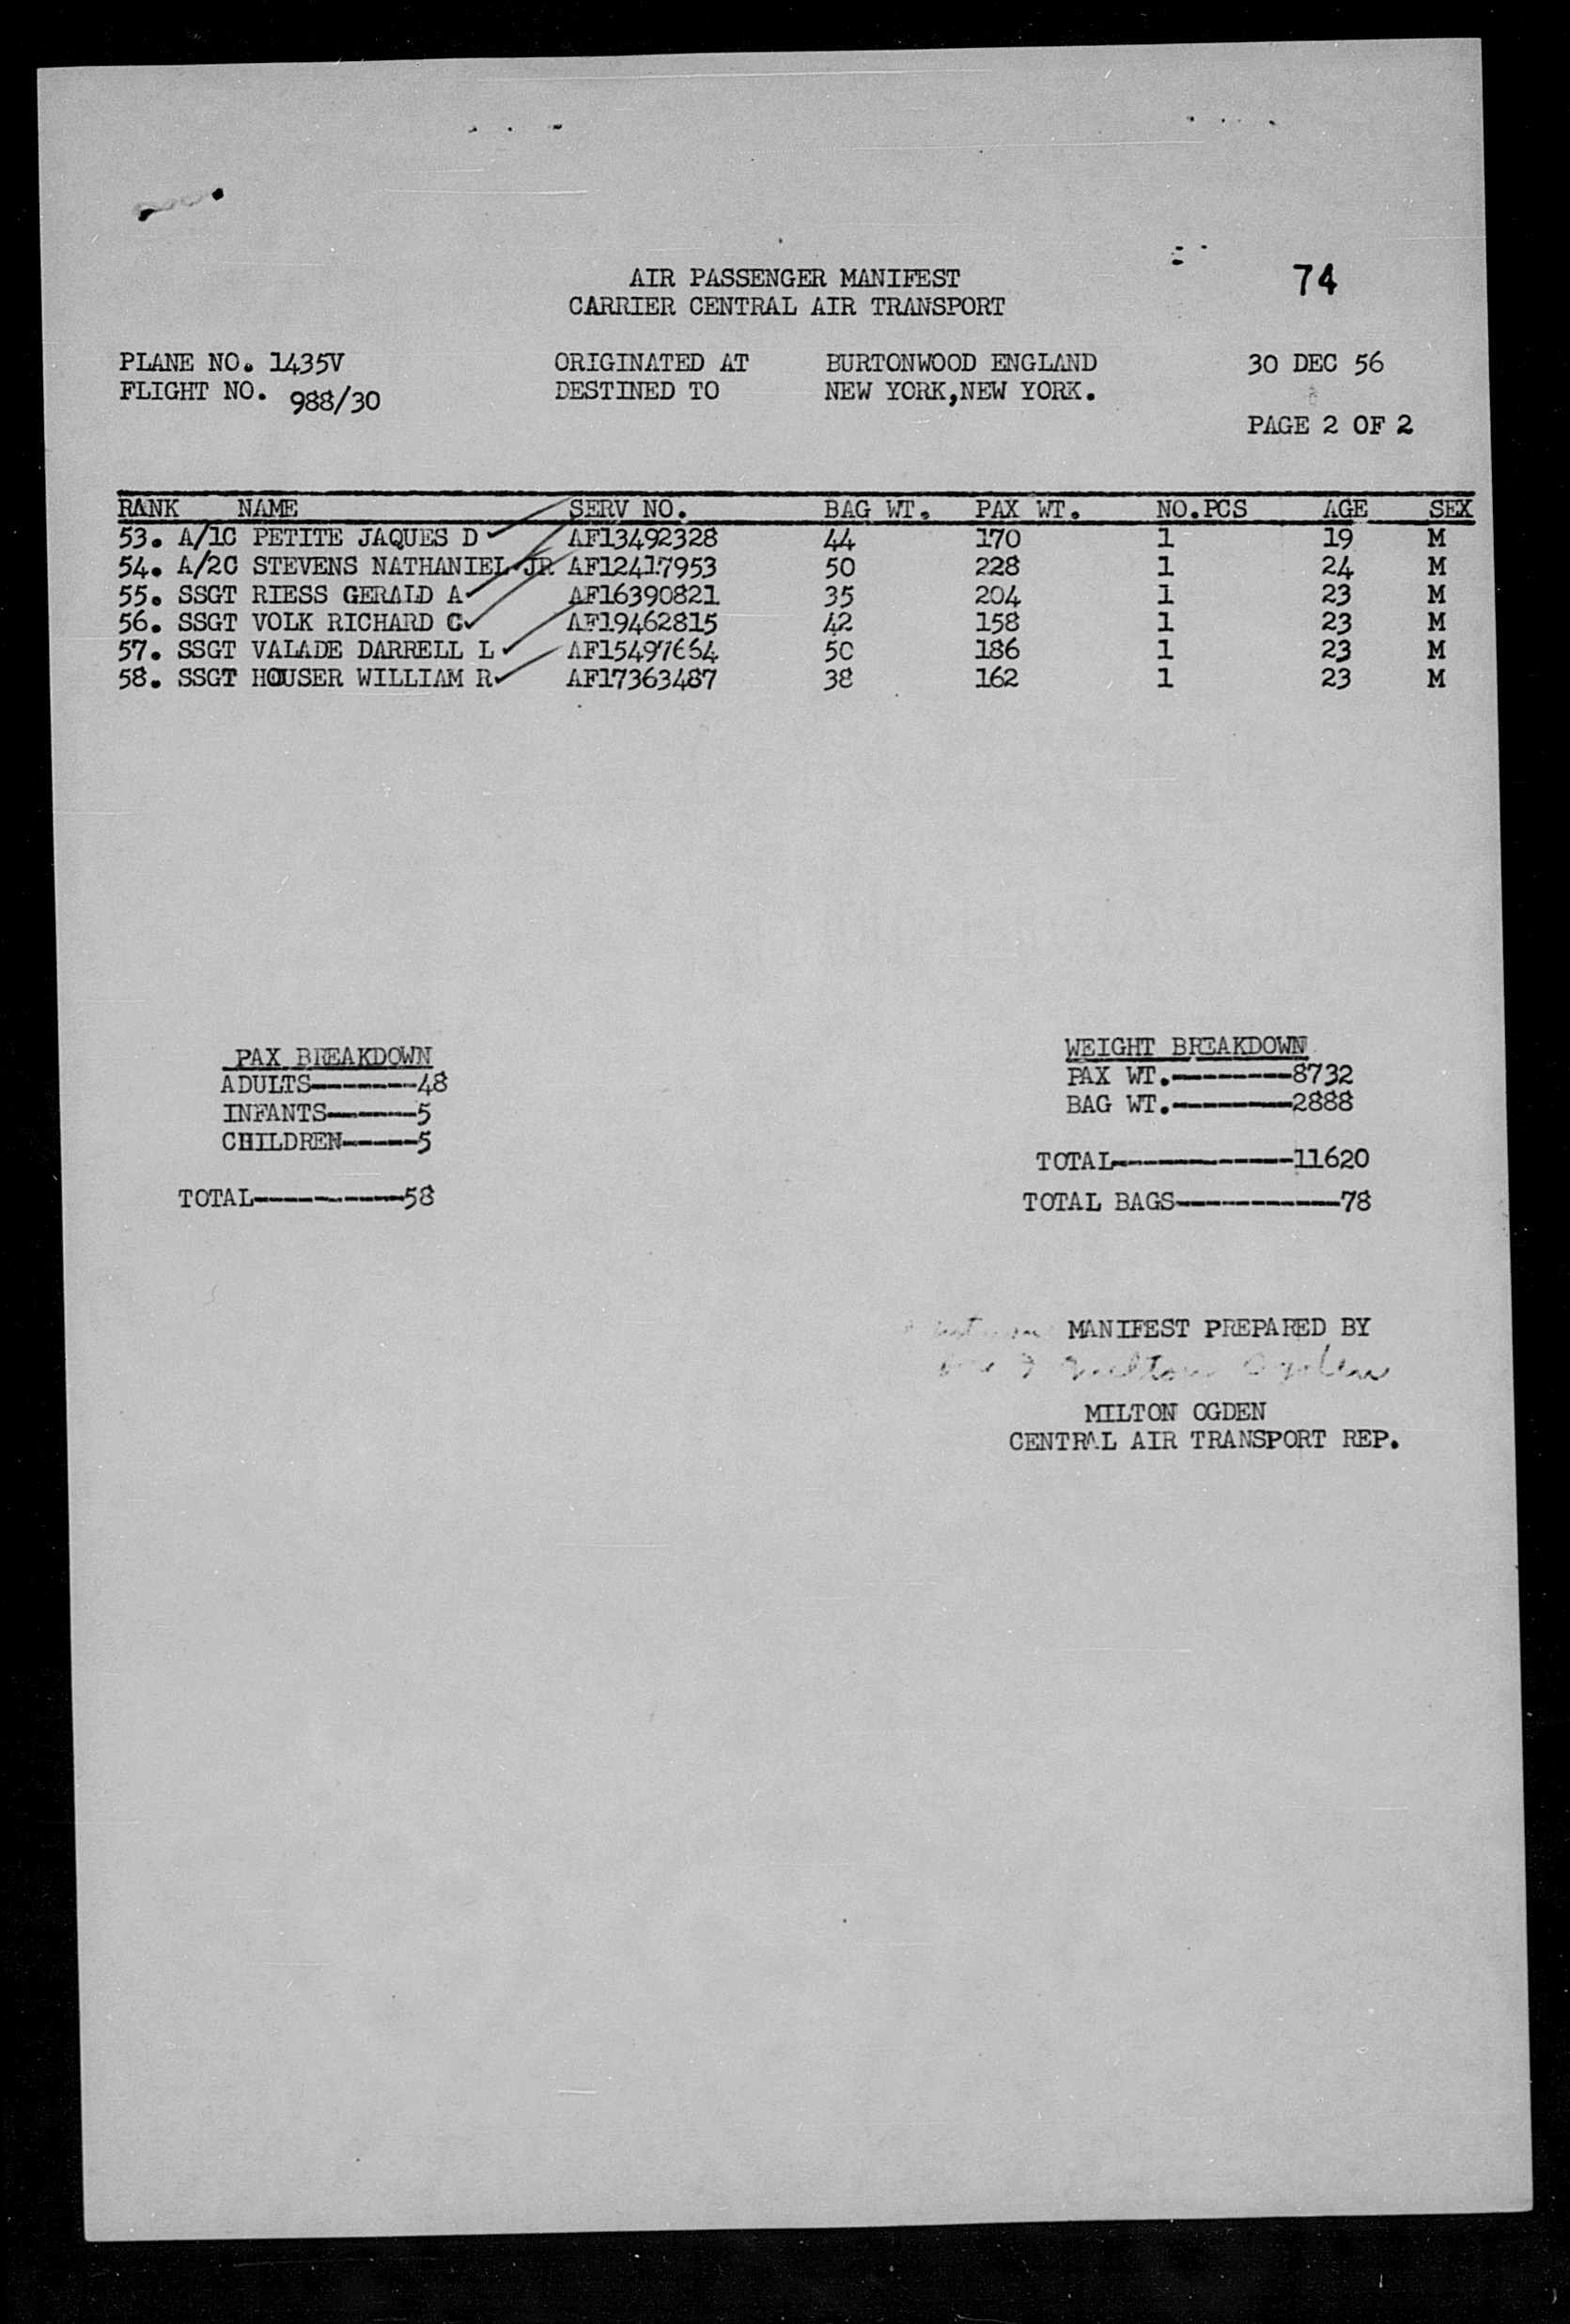 AIR PASSENGER MANIFEST
74
CARRIER CENTRAL AIR TRANSPORT
PLANE NO. 1435V ORIGINATED AT BURTONWOOD ENGLAND 30 DEC 56
FLIGHT NO. 988/30 DESTINED TO NEW YORK,NEW YORK.
PAGE 2 OF 2
RANK NAME SERV NO. BAG WT. PAX WT. NO.PCS AGE SEX
53. A/1C PETITE JAQUES D AF13492328 44 170 1 19 M
54. A/2C STEVENS NATHANIEL JR AF12417953 50 228 1 24 M
55. SSGT RIESS GERALD A AF16390821 35 204 1 23 M
56. SSGT VOLK RICHARD C AF19462815 42 158 1 23 M
57. SSGT VALADE DARRELL L AF15497664 50 186 1 23 M
58. SSGT HOUSER WILLIAM R AF17363487 38 162 1 23 M
PAX BREAKDOWN
ADULTS-------48
INFANTS------5
CHILDREN-----5
TOTAL----------58
WEIGHT BREAKDOWN
PAX WT.--------8732
BAG WT.--------2888
TOTAL------------11620
TOTAL BAGS-----------78
MANIFEST PREPARED BY
Milton Ogden
MILTON OGDEN
CENTRAL AIR TRANSPORT REP.